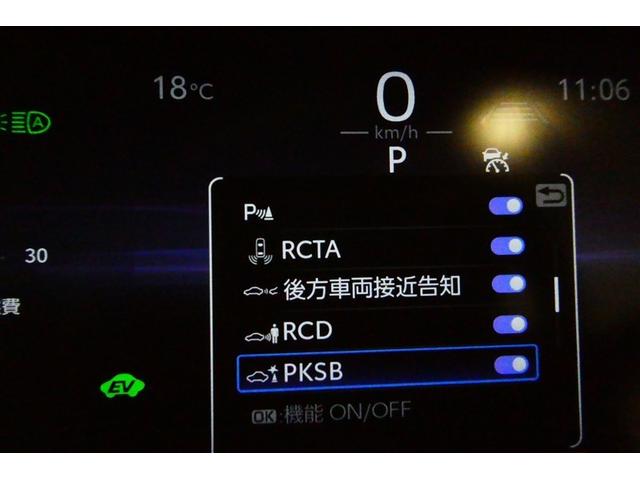 18℃
0
11:06
km/h
A
P
P
RCTA
30
後方車両接近告知
費
RCD
PKSB
EV
OK:機能 ON/OFF